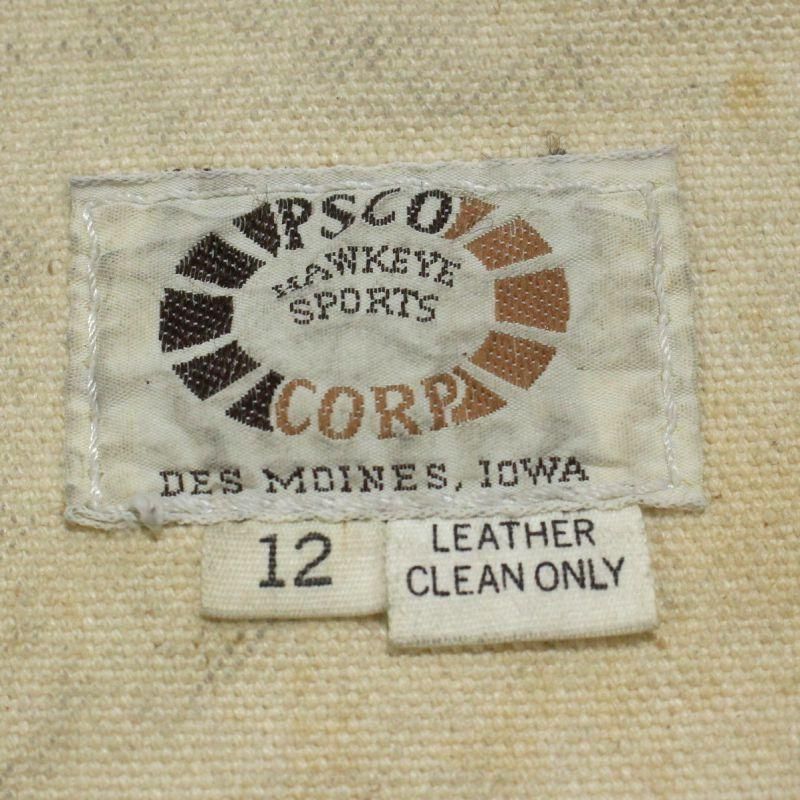 PSCO
HAWKEYE
SPORTS
CORP
DES MOINES, IOWA
12
LEATHER
CLEAN ONLY